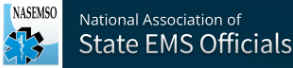 NASEMSO
National Association of
State EMS Officials